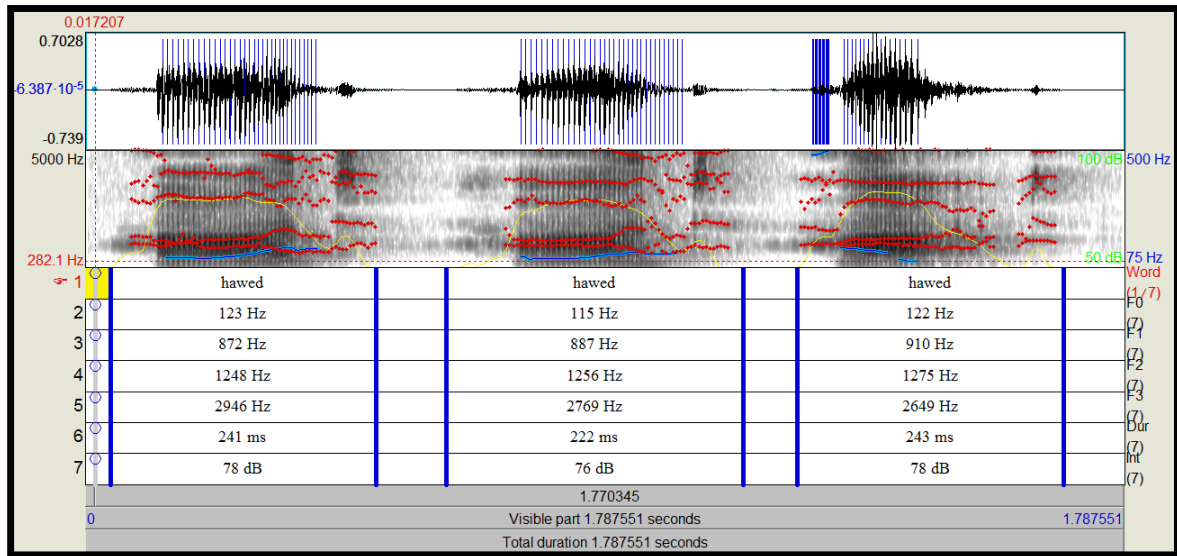 0.017207
0.7028
-6.387·10-5
-0.739
5000 Hz 100 dB 500 Hz
282.1 Hz 50 dB 75 Hz
1 hawed hawed hawed Word (1/7)
2 123 Hz 115 Hz 122 Hz F0 (7)
3 872 Hz 887 Hz 910 Hz F1 (7)
4 1248 Hz 1256 Hz 1275 Hz F2 (7)
5 2946 Hz 2769 Hz 2649 Hz F3 (7)
6 241 ms 222 ms 243 ms Dur (7)
7 78 dB 76 dB 78 dB Int (7)
1.770345
0 Visible part 1.787551 seconds 1.787551
Total duration 1.787551 seconds